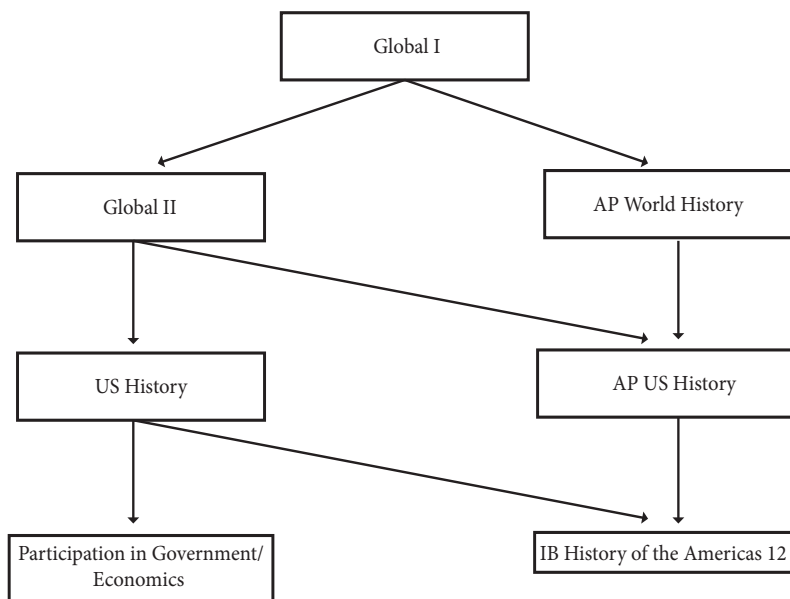 Global I
Global II
AP World History
US History
AP US History
Participation in Government/
Economics
IB History of the Americas 12